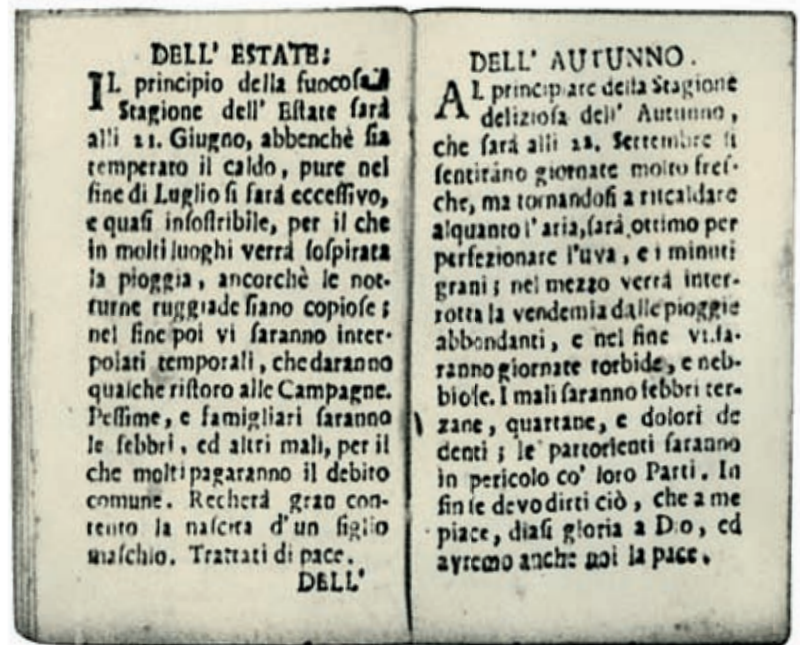 DELL' ESTATE:
IL principio della fuocosa
Stagione dell' Estate sarà
alli 21. Giugno, abbenchè sia
temperato il caldo, pure nel
fine di Luglio si farà eccessivo,
e quasi insoffribile, per il che
in molti luoghi verrà sospirata
la pioggia, ancorchè le not-
turne ruggiade siano copiose;
nel fine poi vi saranno inter-
polati temporali, che daranno
qualche ristoro alle Campagne.
Pessime, e famigliari saranno
le febbri, ed altri mali, per il
che molti pagaranno il debito
comune. Recherà gran con-
tento la nascita d'un figlio
maschio. Trattati di pace.
DELL'
DELL' AUTUNNO.
AL principiare della Stagione
deliziosa dell' Autunno,
che sarà alli 22. Settembre si
sentiràno giornate molto fres-
che, ma tornandosi a riscaldare
alquanto l' aria, sarà ottimo per
perfezionare l'uva, e i minuti
grani; nel mezzo verrà inter-
rotta la vendemia dalle pioggie
abbondanti, e nel fine vi sa-
ranno giornate torbide, e neb-
biose. I mali saranno febbri ter-
zane, quartane, e dolori de
denti; le partorienti saranno
in pericolo co' loro Parti. In
fin se devo dirti ciò, che a me
piace, diasi gloria a Dio, ed
avremo anche noi la pace.